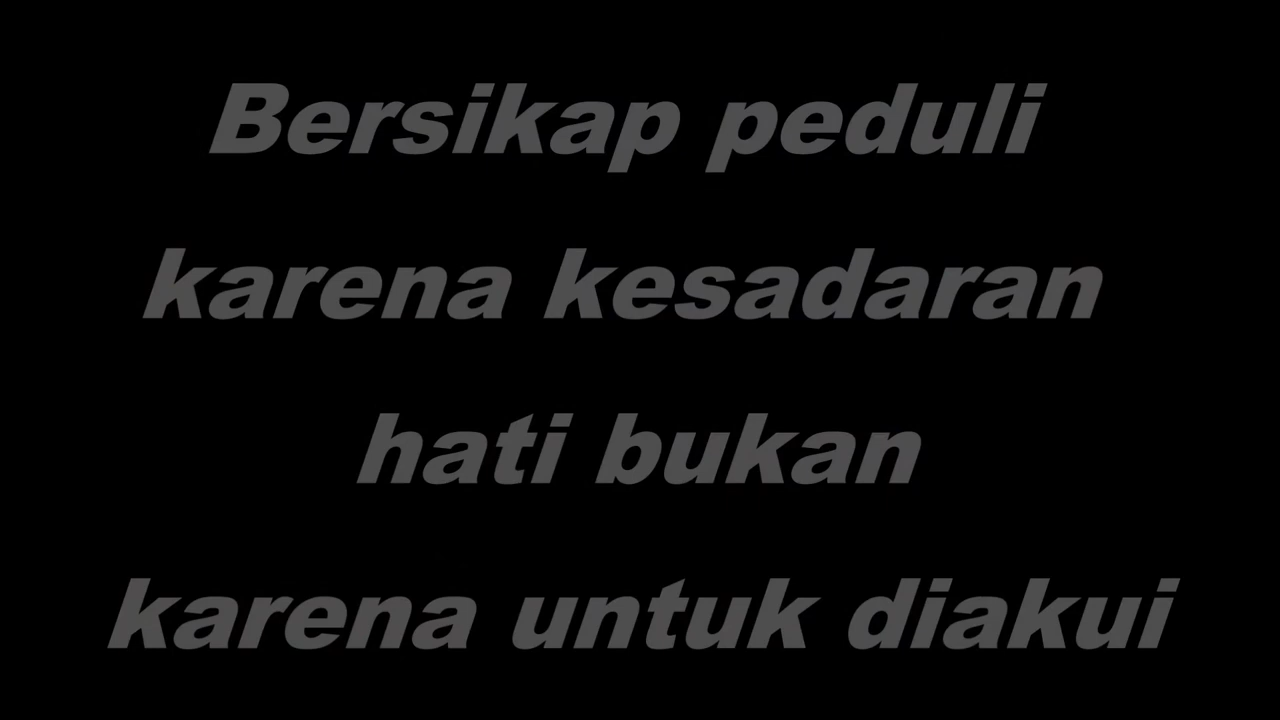 Bersikap peduli
karena kesadaran
hati bukan
karena untuk diakui